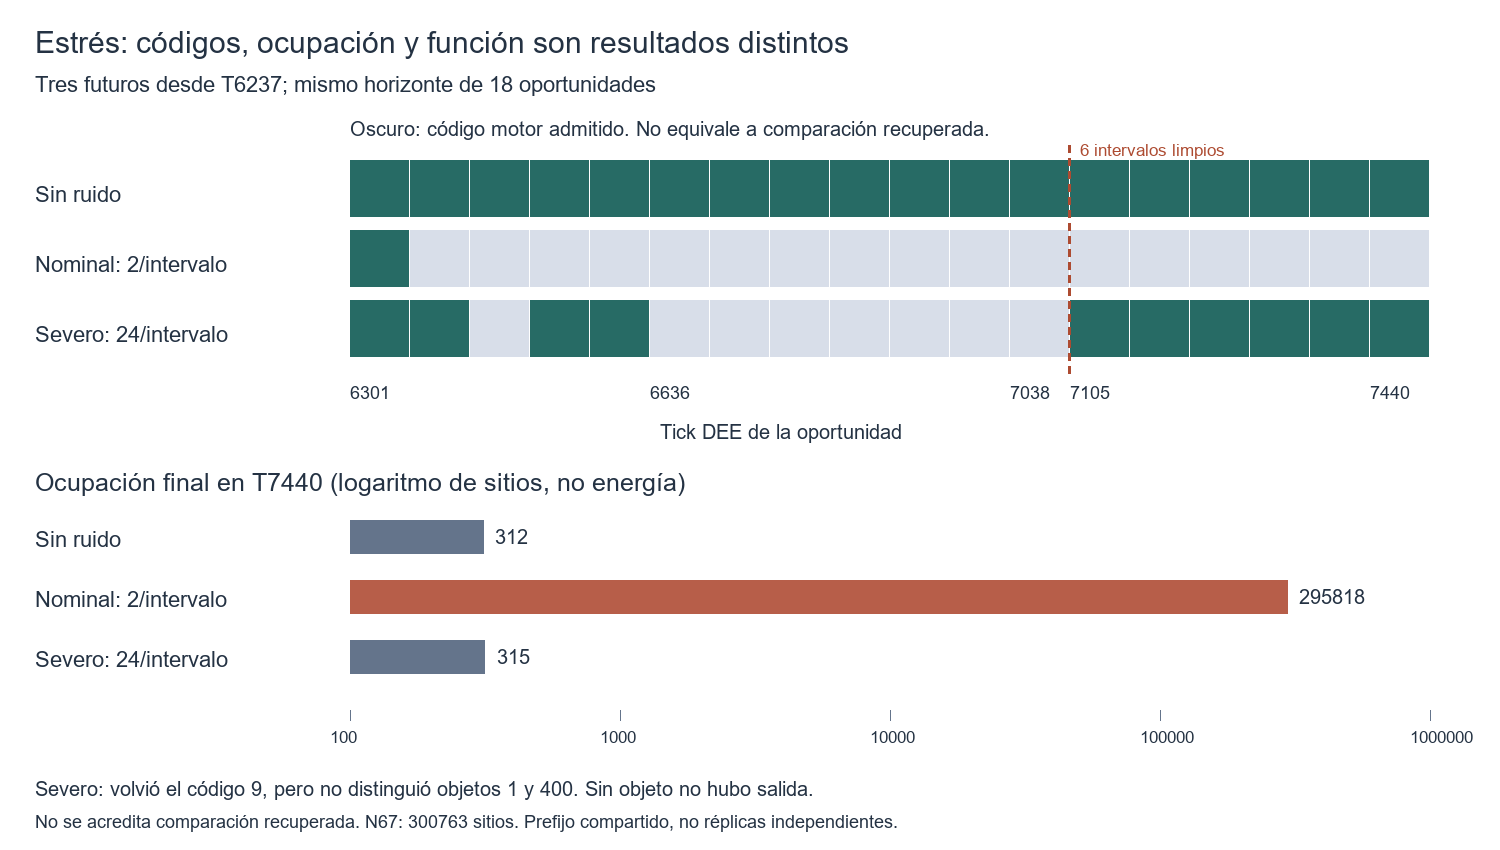 Estrés: códigos, ocupación y función son resultados distintos
Tres futuros desde T6237; mismo horizonte de 18 oportunidades
Oscuro: código motor admitido. No equivale a comparación recuperada.
6 intervalos limpios
Sin ruido
Nominal: 2/intervalo
Severo: 24/intervalo
6301 6636 7038 7105 7440
Tick DEE de la oportunidad
Ocupación final en T7440 (logaritmo de sitios, no energía)
Sin ruido 312
Nominal: 2/intervalo 295818
Severo: 24/intervalo 315
100 1000 10000 100000 1000000
Severo: volvió el código 9, pero no distinguió objetos 1 y 400. Sin objeto no hubo salida.
No se acredita comparación recuperada. N67: 300763 sitios. Prefijo compartido, no réplicas independientes.